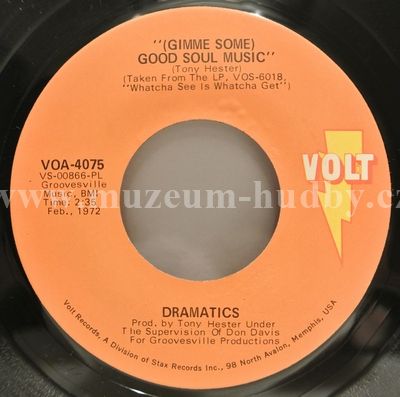 "(GIMME SOME)
GOOD SOUL MUSIC"
(Tony Hester)
(Taken From The LP, VOS-6018,
"Whatcha See Is Whatcha Get")
VOA-4075
VS-00866-PL
Groovesville
Music, BMI
Time: 2:35
Feb., 1972
VOLT
www.muzeum-hudby.cz
DRAMATICS
Prod. by Tony Hester Under
The Supervision Of Don Davis
For Groovesville Productions
Volt Records, A Division of Stax Records Inc., 98 North Avalon, Memphis, USA